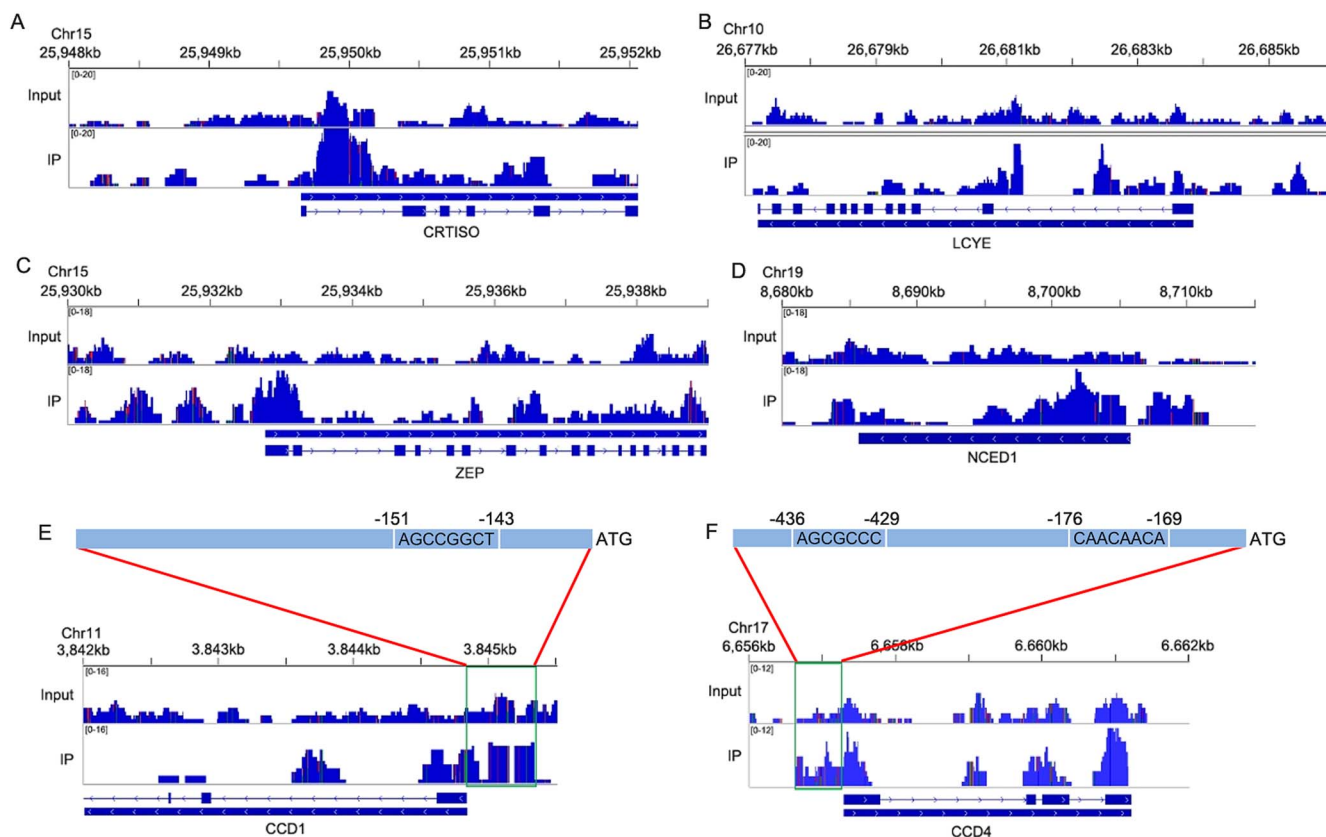 A
Chr15
25,948kb 25,949kb 25,950kb 25,951kb 25,952kb
[0-20]
Input
[0-20]
IP
CRTISO
B
Chr10
26,677kb 26,679kb 26,681kb 26,683kb 26,685kb
[0-20]
Input
[0-20]
IP
LCYE
C
Chr15
25,930kb 25,932kb 25,934kb 25,936kb 25,938kb
[0-18]
Input
[0-18]
IP
ZEP
D
Chr19
8,680kb 8,690kb 8,700kb 8,710kb
[0-18]
Input
[0-18]
IP
NCED1
E
-151 -143
AGCCGGCT ATG
Chr11
3,842kb 3,843kb 3,844kb 3,845kb
[0-16]
Input
[0-16]
IP
CCD1
F
-436 -429 -176 -169
AGCGCCC CAACAACA ATG
Chr17
6,656kb 6,658kb 6,660kb 6,662kb
[0-12]
Input
[0-12]
IP
CCD4